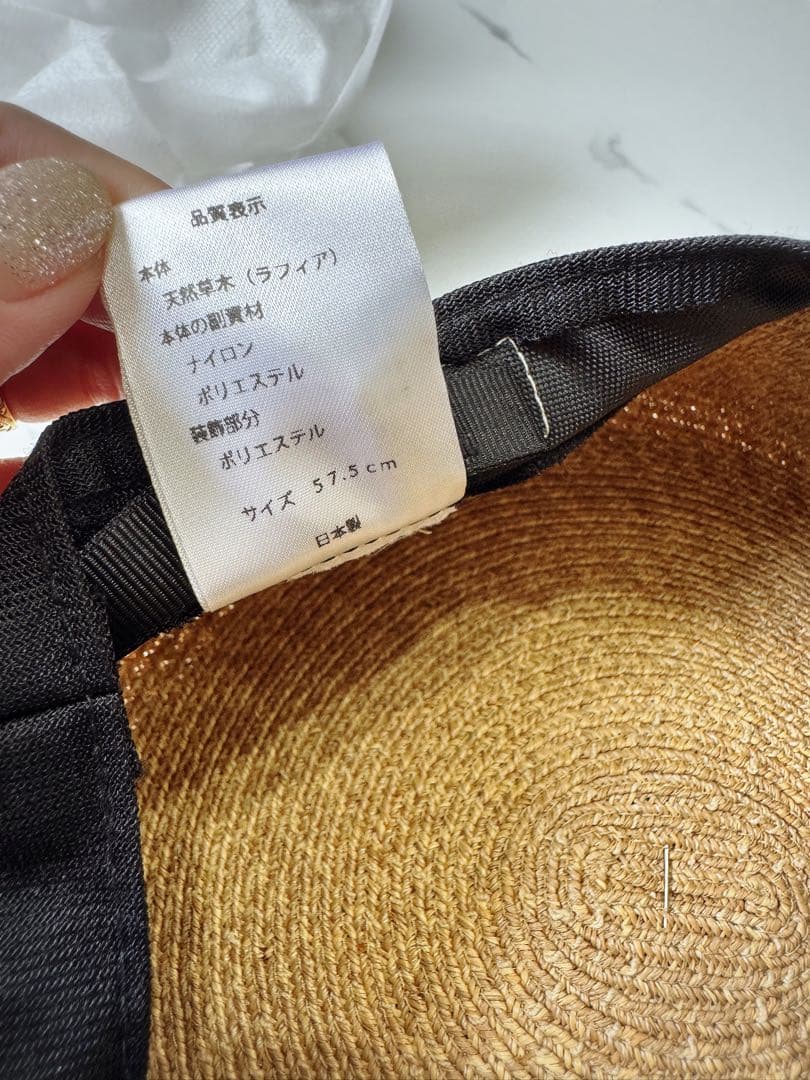 品質表示
本体
天然草木（ラフィア）
本体の副資材
ナイロン
ポリエステル
装飾部分
ポリエステル
サイズ 57.5cm
日本製